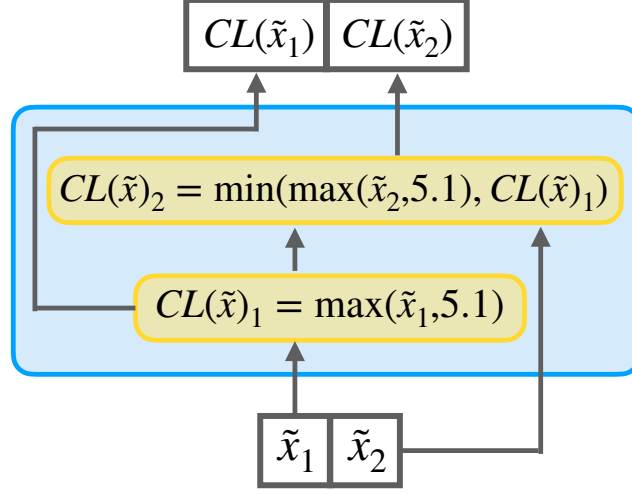 CL(x̃₁) CL(x̃₂)
CL(x̃)₂ = min(max(x̃₂,5.1), CL(x̃)₁)
CL(x̃)₁ = max(x̃₁,5.1)
x̃₁ x̃₂